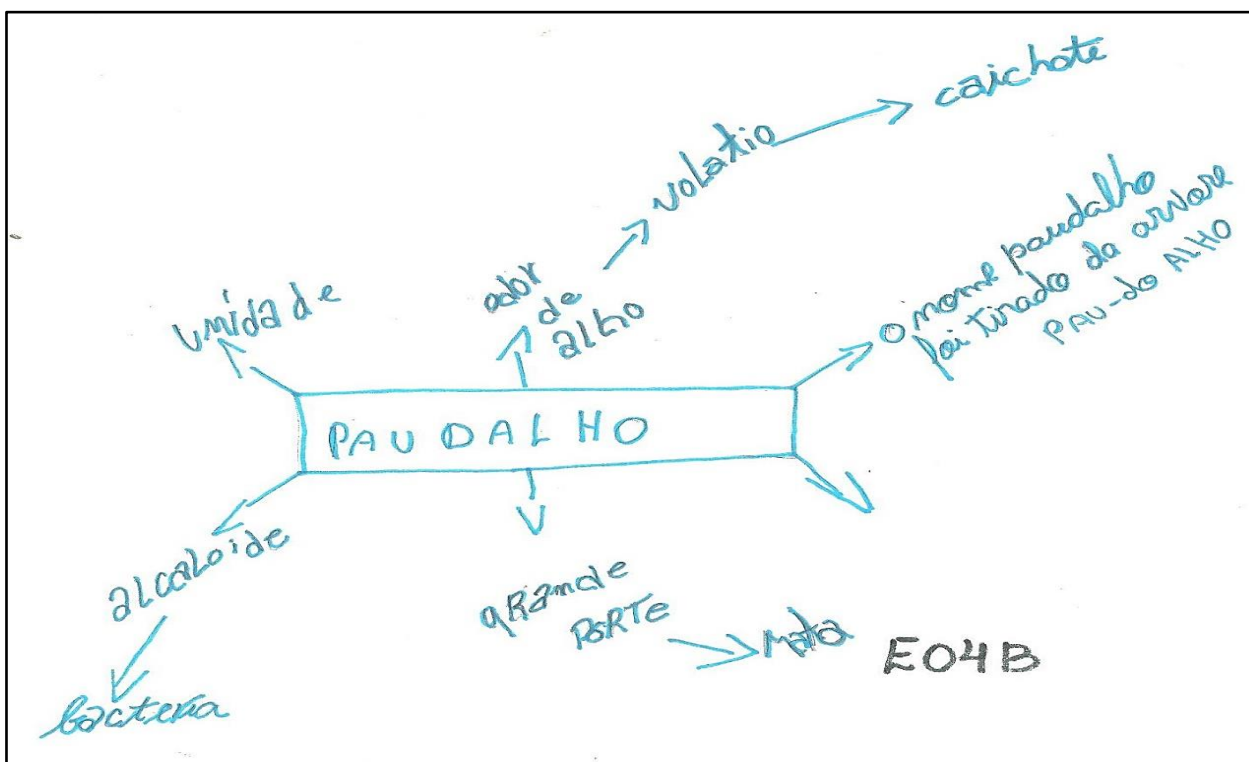 caichote
volatio
odor
de
alho
umidade
o nome paudalho
foi tirado da arvore
PAU-do ALHO
PAUDALHO
alcaloide
bacteria
gRande
PoRTe
Mata
E04B